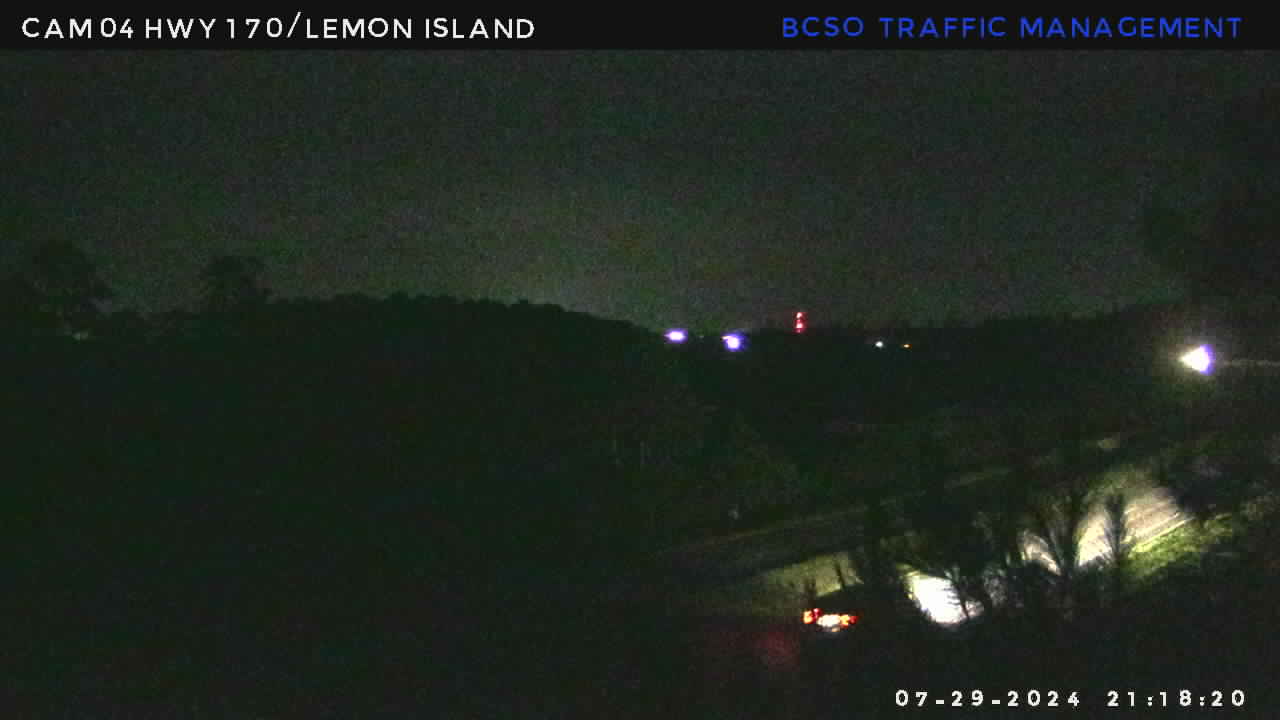 CAM04 HWY 170/LEMON ISLAND
BCSO TRAFFIC MANAGEMENT
07-29-2024 21:18:20